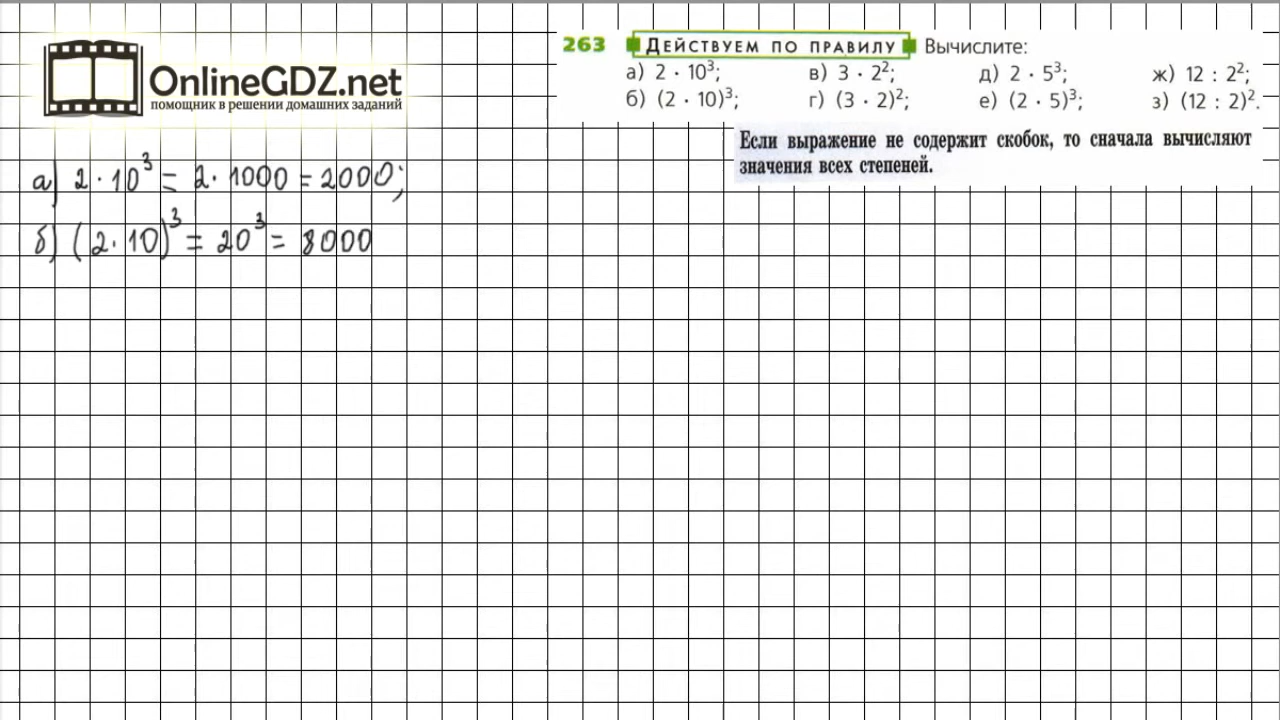 OnlineGDZ.net
помощник в решении домашних заданий
263 Действуем по правилу Вычислите:
а) 2 · 10³; в) 3 · 2²; д) 2 · 5³; ж) 12 : 2²;
б) (2 · 10)³; г) (3 · 2)²; е) (2 · 5)³; з) (12 : 2)².
Если выражение не содержит скобок, то сначала вычисляют
значения всех степеней.
а) 2 · 10³ = 2 · 1000 = 2000;
б) (2 · 10)³ = 20³ = 8000